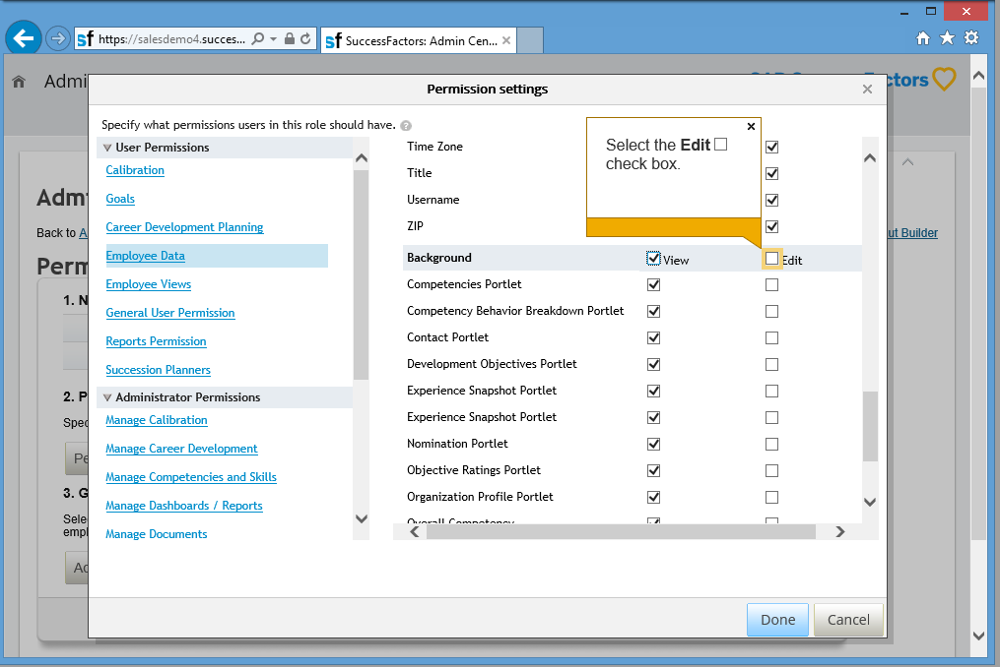 sf https://salesdemo4.succes...
sf SuccessFactors: Admin Cen...
Admi
ctors
Permission settings
Specify what permissions users in this role should have.
User Permissions
Calibration
Goals
Career Development Planning
Employee Data
Employee Views
General User Permission
Reports Permission
Succession Planners
Administrator Permissions
Manage Calibration
Manage Career Development
Manage Competencies and Skills
Manage Dashboards / Reports
Manage Documents
Time Zone
Title
Username
ZIP
Select the Edit
check box.
Background View Edit
Competencies Portlet
Competency Behavior Breakdown Portlet
Contact Portlet
Development Objectives Portlet
Experience Snapshot Portlet
Experience Snapshot Portlet
Nomination Portlet
Objective Ratings Portlet
Organization Profile Portlet
Overall Competency
Back to A
ut Builder
Perm
1. N
2. P
Spec
Pe
3. G
Sele
empl
Ad
Done
Cancel